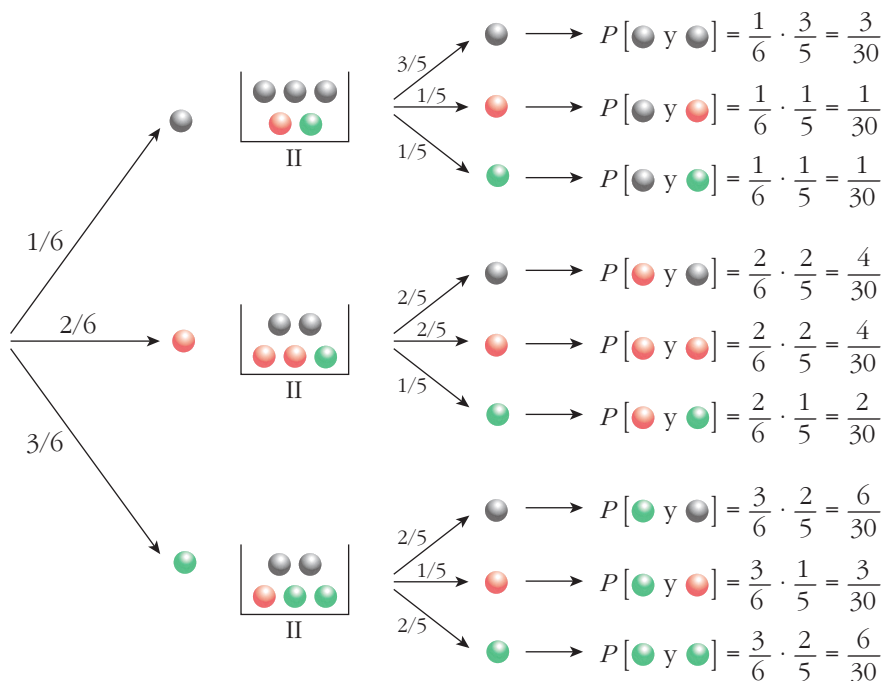 3/5
P [ y ] = 1/6 · 3/5 = 3/30
1/5
P [ y ] = 1/6 · 1/5 = 1/30
II
1/5
P [ y ] = 1/6 · 1/5 = 1/30
1/6
2/5
P [ y ] = 2/6 · 2/5 = 4/30
2/6
2/5
P [ y ] = 2/6 · 2/5 = 4/30
II
1/5
P [ y ] = 2/6 · 1/5 = 2/30
3/6
2/5
P [ y ] = 3/6 · 2/5 = 6/30
1/5
P [ y ] = 3/6 · 1/5 = 3/30
II
2/5
P [ y ] = 3/6 · 2/5 = 6/30